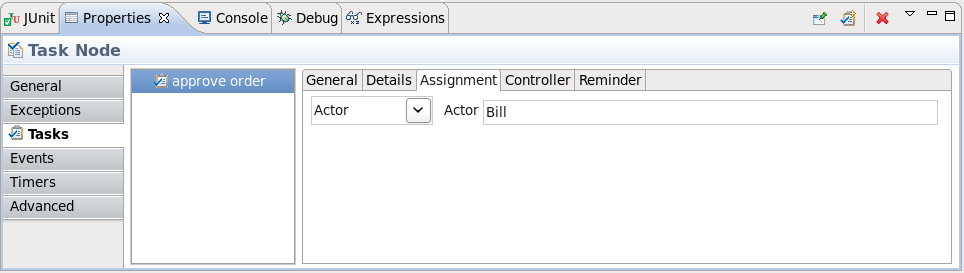 JUnit Properties Console Debug Expressions
Task Node
General
Exceptions
Tasks
Events
Timers
Advanced
approve order
General Details Assignment Controller Reminder
Actor Actor Bill